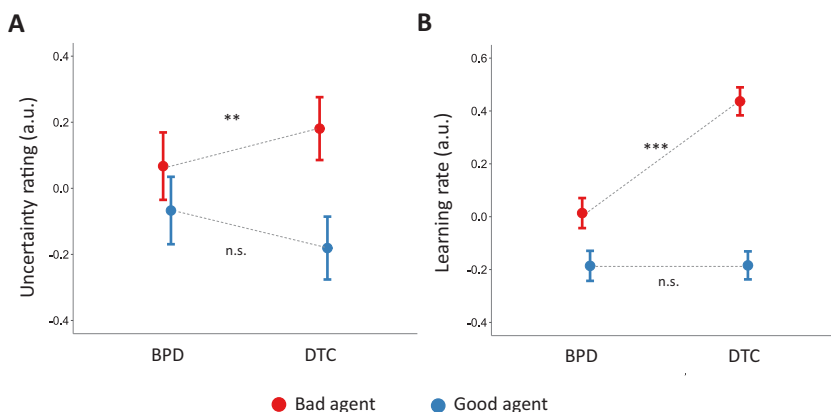 A
Uncertainty rating (a.u.)
0.4
0.2
0.0
-0.2
-0.4
**
n.s.
BPD DTC
B
Learning rate (a.u.)
0.6
0.4
0.2
0.0
-0.2
-0.4
***
n.s.
BPD DTC
Bad agent Good agent